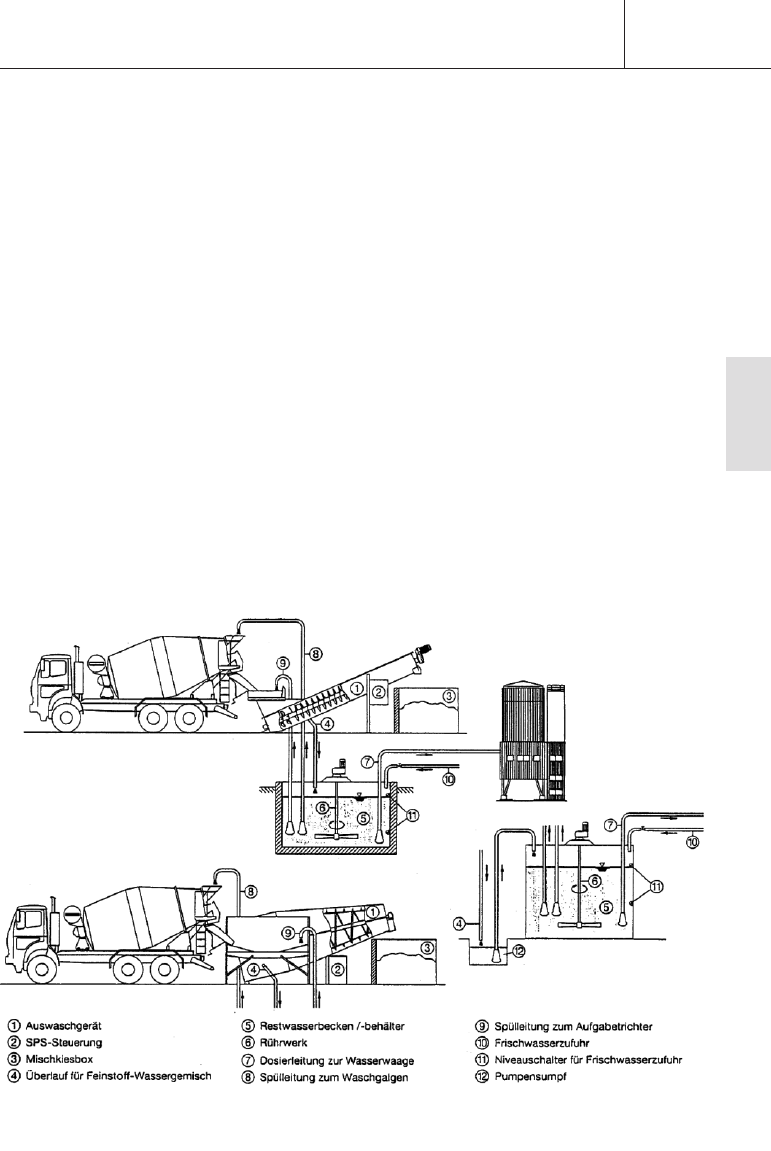 ⑧
⑨
①
②
③
④
⑦
⑩
⑥
⑤
⑪
⑦
⑩
⑥
⑪
⑤
④
⑫
⑧
①
⑨
③
④
②
① Auswaschgerät
② SPS-Steuerung
③ Mischkiesbox
④ Überlauf für Feinstoff-Wassergemisch
⑤ Restwasserbecken /-behälter
⑥ Rührwerk
⑦ Dosierleitung zur Wasserwaage
⑧ Spülleitung zum Waschgalgen
⑨ Spülleitung zum Aufgabetrichter
⑩ Frischwasserzufuhr
⑪ Niveauschalter für Frischwasserzufuhr
⑫ Pumpensumpf